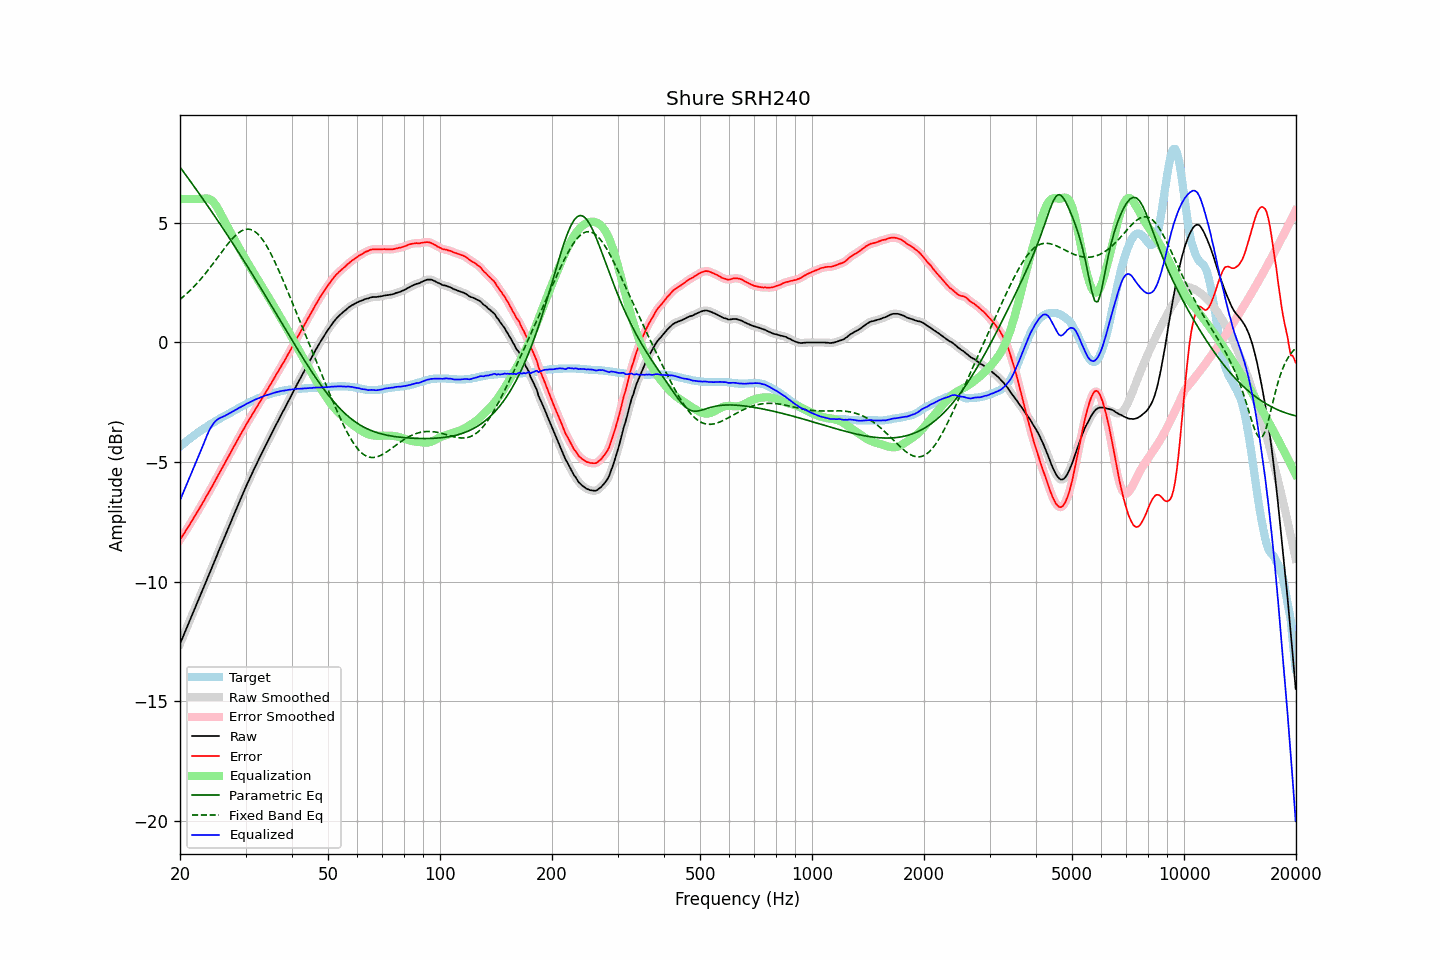 Shure SRH240
Amplitude (dBr)
5
0
−5
−10
−15
−20
Target
Raw Smoothed
Error Smoothed
Raw
Error
Equalization
Parametric Eq
Fixed Band Eq
Equalized
20 50 100 200 500 1000 2000 5000 10000 20000
Frequency (Hz)